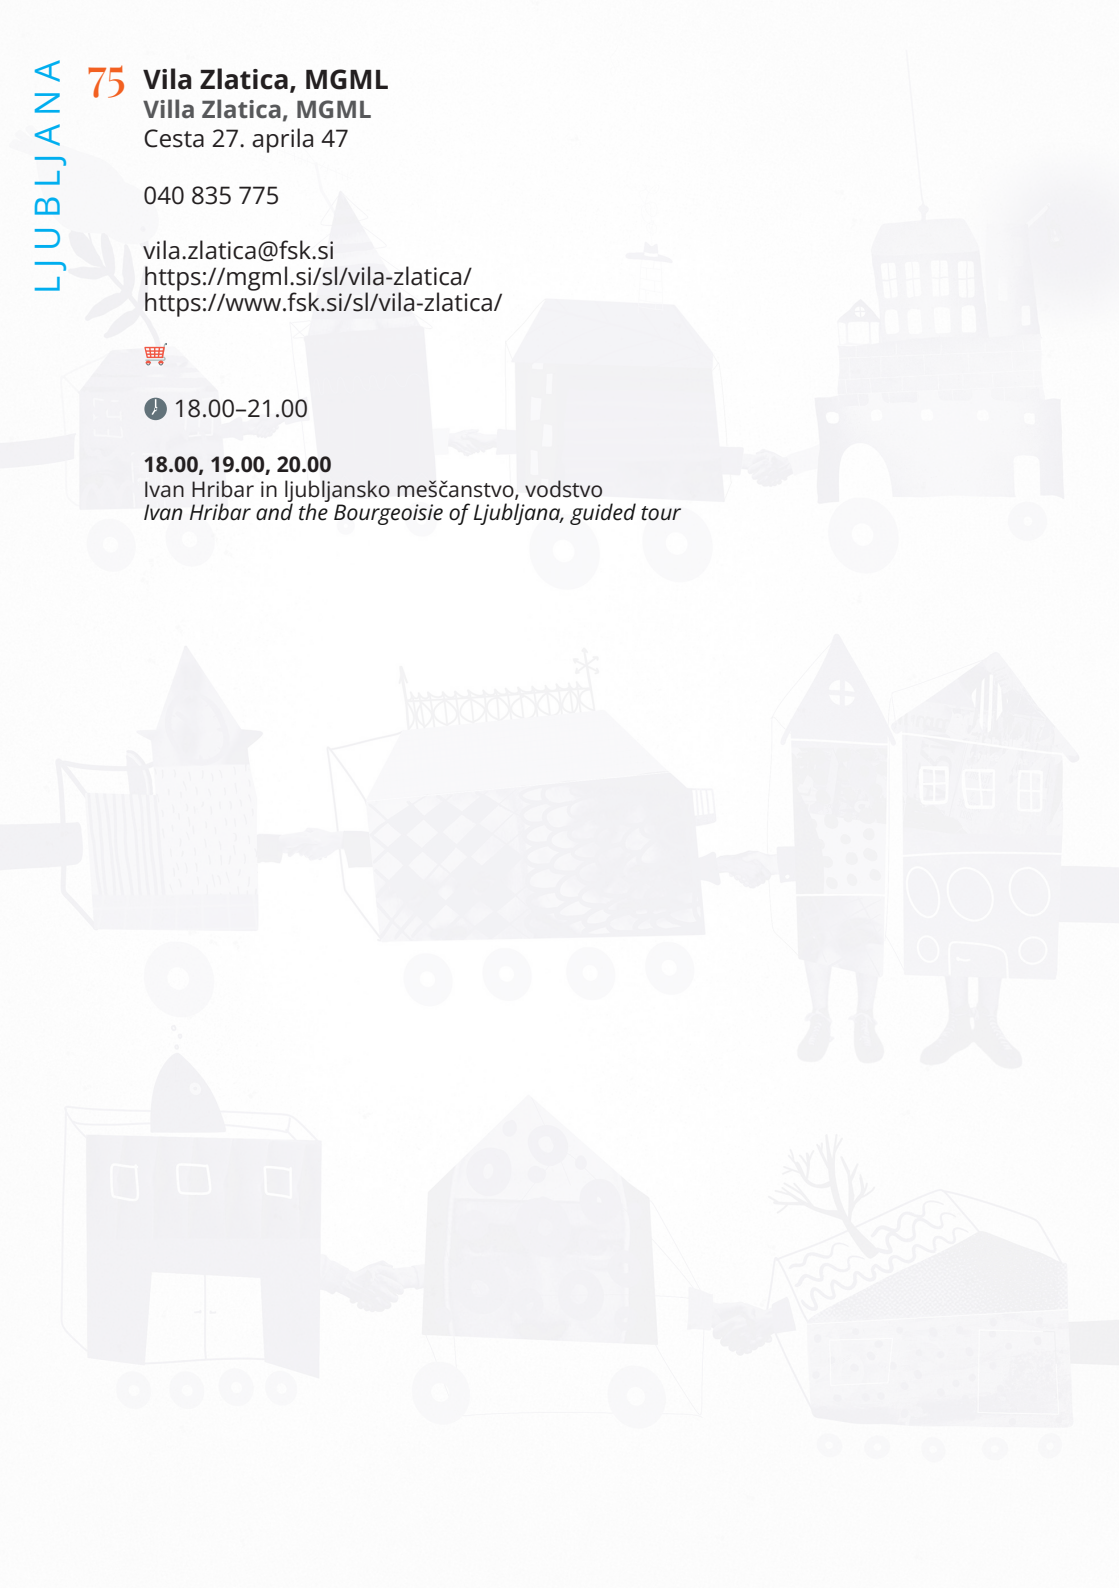 LJUBLJANA
75 Vila Zlatica, MGML
Villa Zlatica, MGML
Cesta 27. aprila 47
040 835 775
vila.zlatica@fsk.si
https://mgml.si/sl/vila-zlatica/
https://www.fsk.si/sl/vila-zlatica/
18.00–21.00
18.00, 19.00, 20.00
Ivan Hribar in ljubljansko meščanstvo, vodstvo
Ivan Hribar and the Bourgeoisie of Ljubljana, guided tour